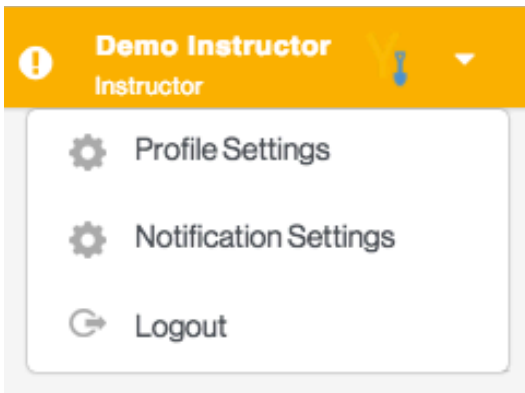 Demo Instructor
Instructor
Profile Settings
Notification Settings
Logout